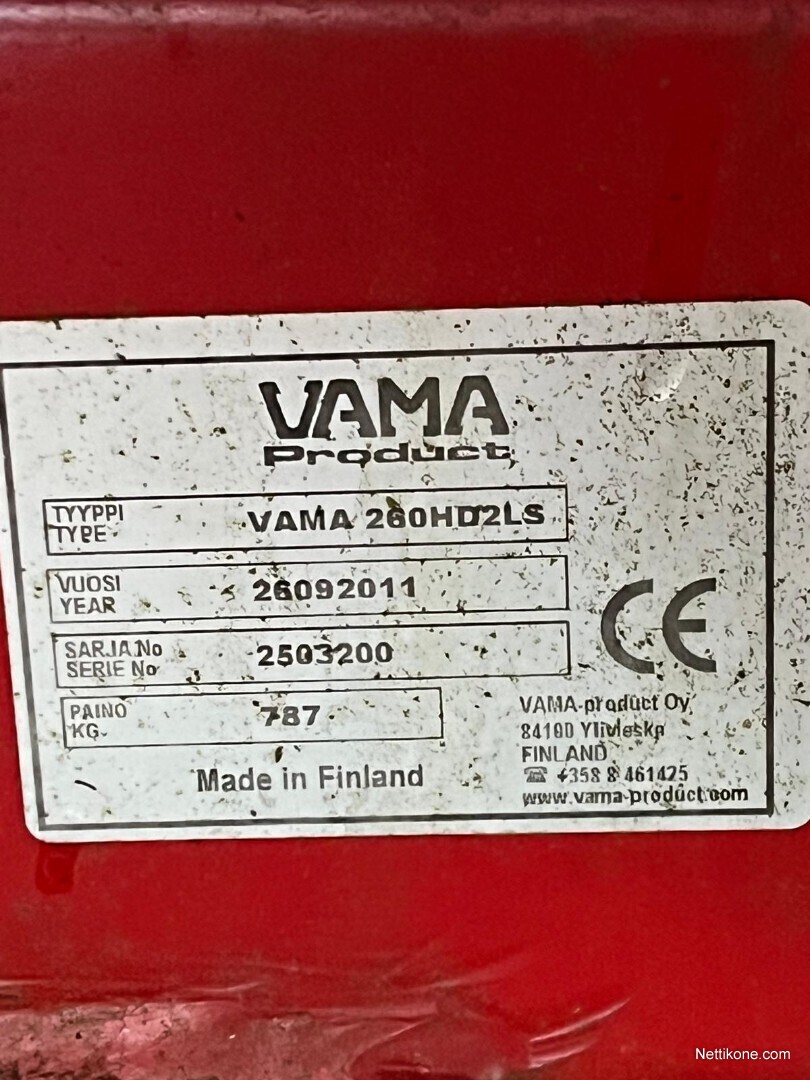 VAMA
Product
TYYPPI
TYPE
VAMA 260HD2LS
VUOSI
YEAR
26092011
SARJA No
SERIE No
2503200
PAINO
KG
787
CE
Made in Finland
VAMA-product Oy
84100 Ylivieska
FINLAND
☎ +358 8 461425
www.vama-product.com
Nettikone.com